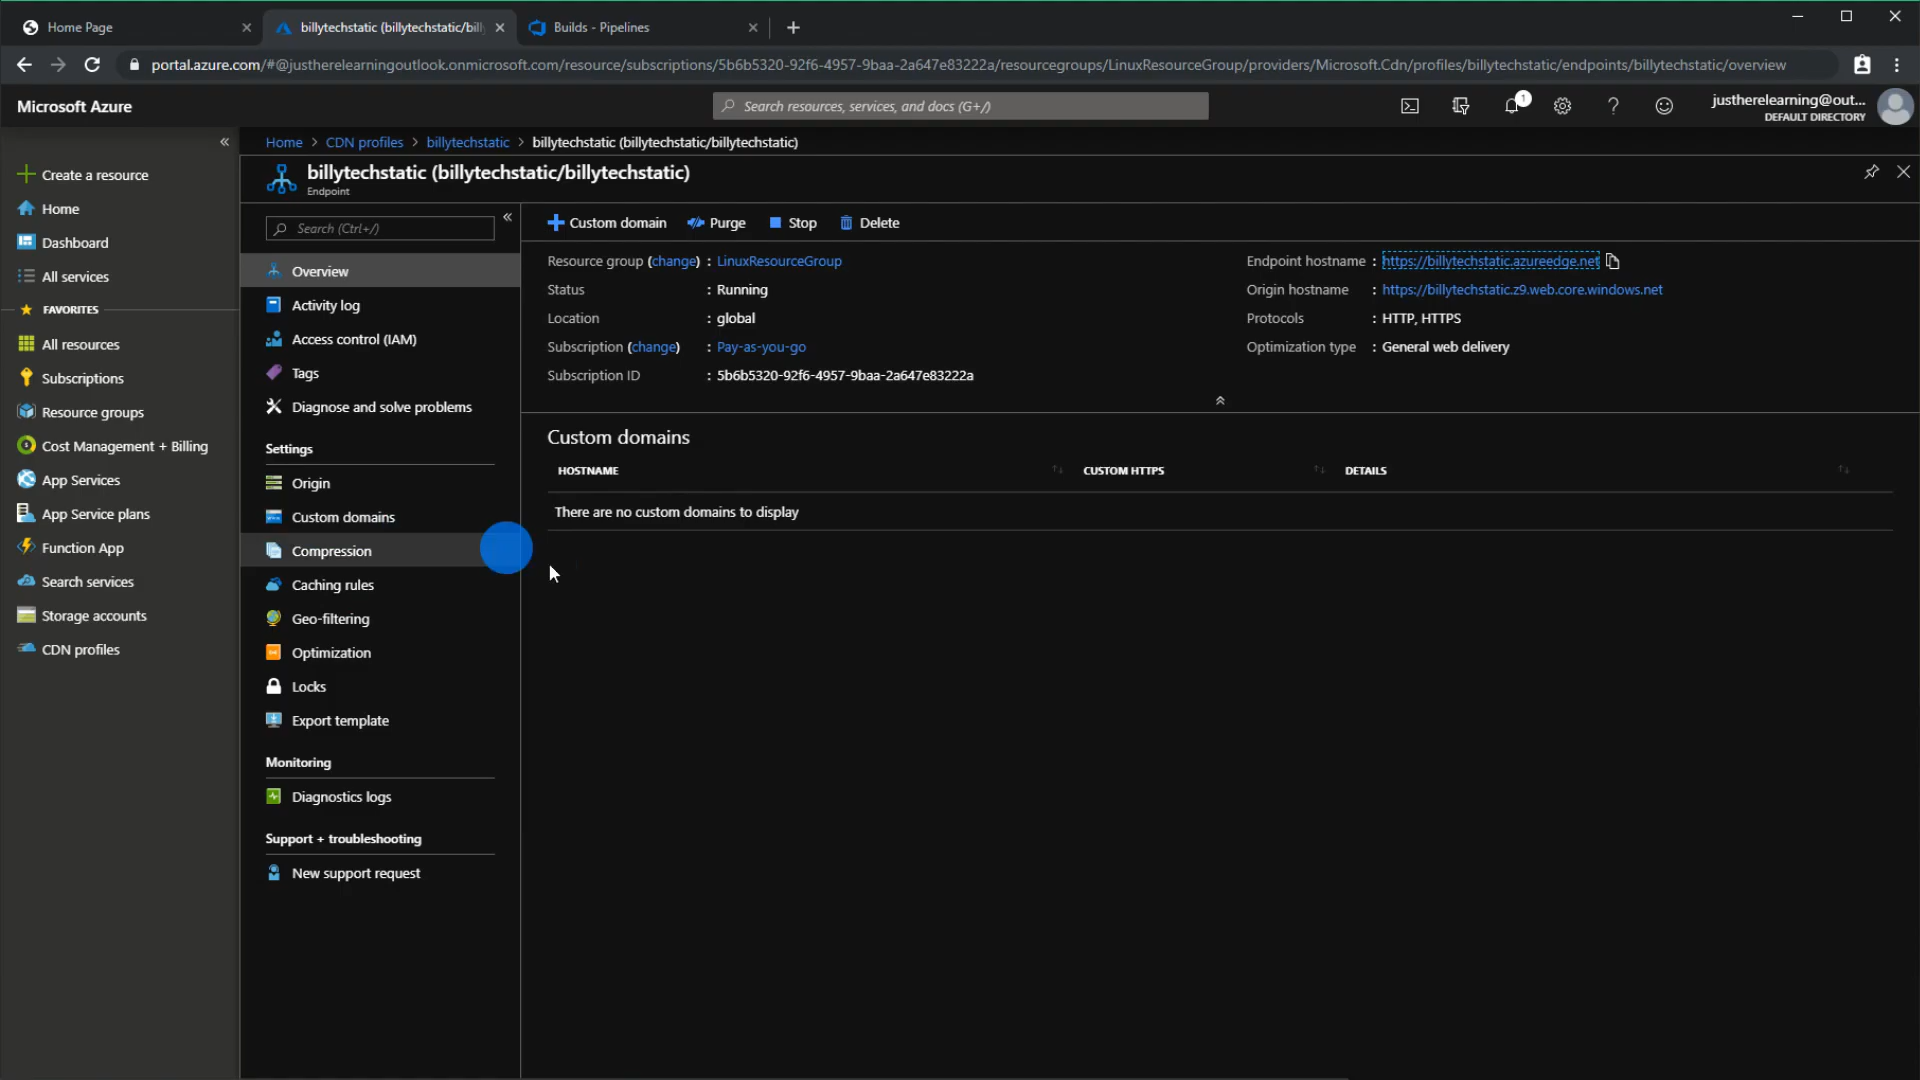 Home Page
billytechstatic (billytechstatic/bill
Builds - Pipelines
portal.azure.com/#@justtherelearningoutlook.onmicrosoft.com/resource/subscriptions/5b6b5320-92f6-4957-9baa-2a647e83222a/resourcegroups/LinuxResourceGroup/providers/Microsoft.Cdn/profiles/billytechstatic/endpoints/billytechstatic/overview
Microsoft Azure
Search resources, services, and docs (G+/)
1
justtherelearning@out...
DEFAULT DIRECTORY
Home > CDN profiles > billytechstatic > billytechstatic (billytechstatic/billytechstatic)
billytechstatic (billytechstatic/billytechstatic)
Endpoint
Create a resource
Home
Dashboard
All services
FAVORITES
All resources
Subscriptions
Resource groups
Cost Management + Billing
App Services
App Service plans
Function App
Search services
Storage accounts
CDN profiles
Search (Ctrl+/)
Overview
Activity log
Access control (IAM)
Tags
Diagnose and solve problems
Settings
Origin
Custom domains
Compression
Caching rules
Geo-filtering
Optimization
Locks
Export template
Monitoring
Diagnostics logs
Support + troubleshooting
New support request
Custom domain Purge Stop Delete
Resource group (change) : LinuxResourceGroup
Status : Running
Location : global
Subscription (change) : Pay-as-you-go
Subscription ID : 5b6b5320-92f6-4957-9baa-2a647e83222a
Endpoint hostname : https://billytechstatic.azureedge.net
Origin hostname : https://billytechstatic.z9.web.core.windows.net
Protocols : HTTP, HTTPS
Optimization type : General web delivery
Custom domains
HOSTNAME CUSTOM HTTPS DETAILS
There are no custom domains to display